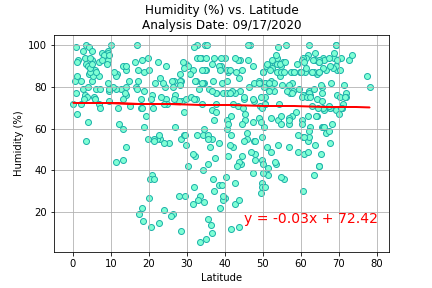 Humidity (%) vs. Latitude
Analysis Date: 09/17/2020
100
80
60
40
20
Humidity (%)
y = -0.03x + 72.42
0 10 20 30 40 50 60 70 80
Latitude